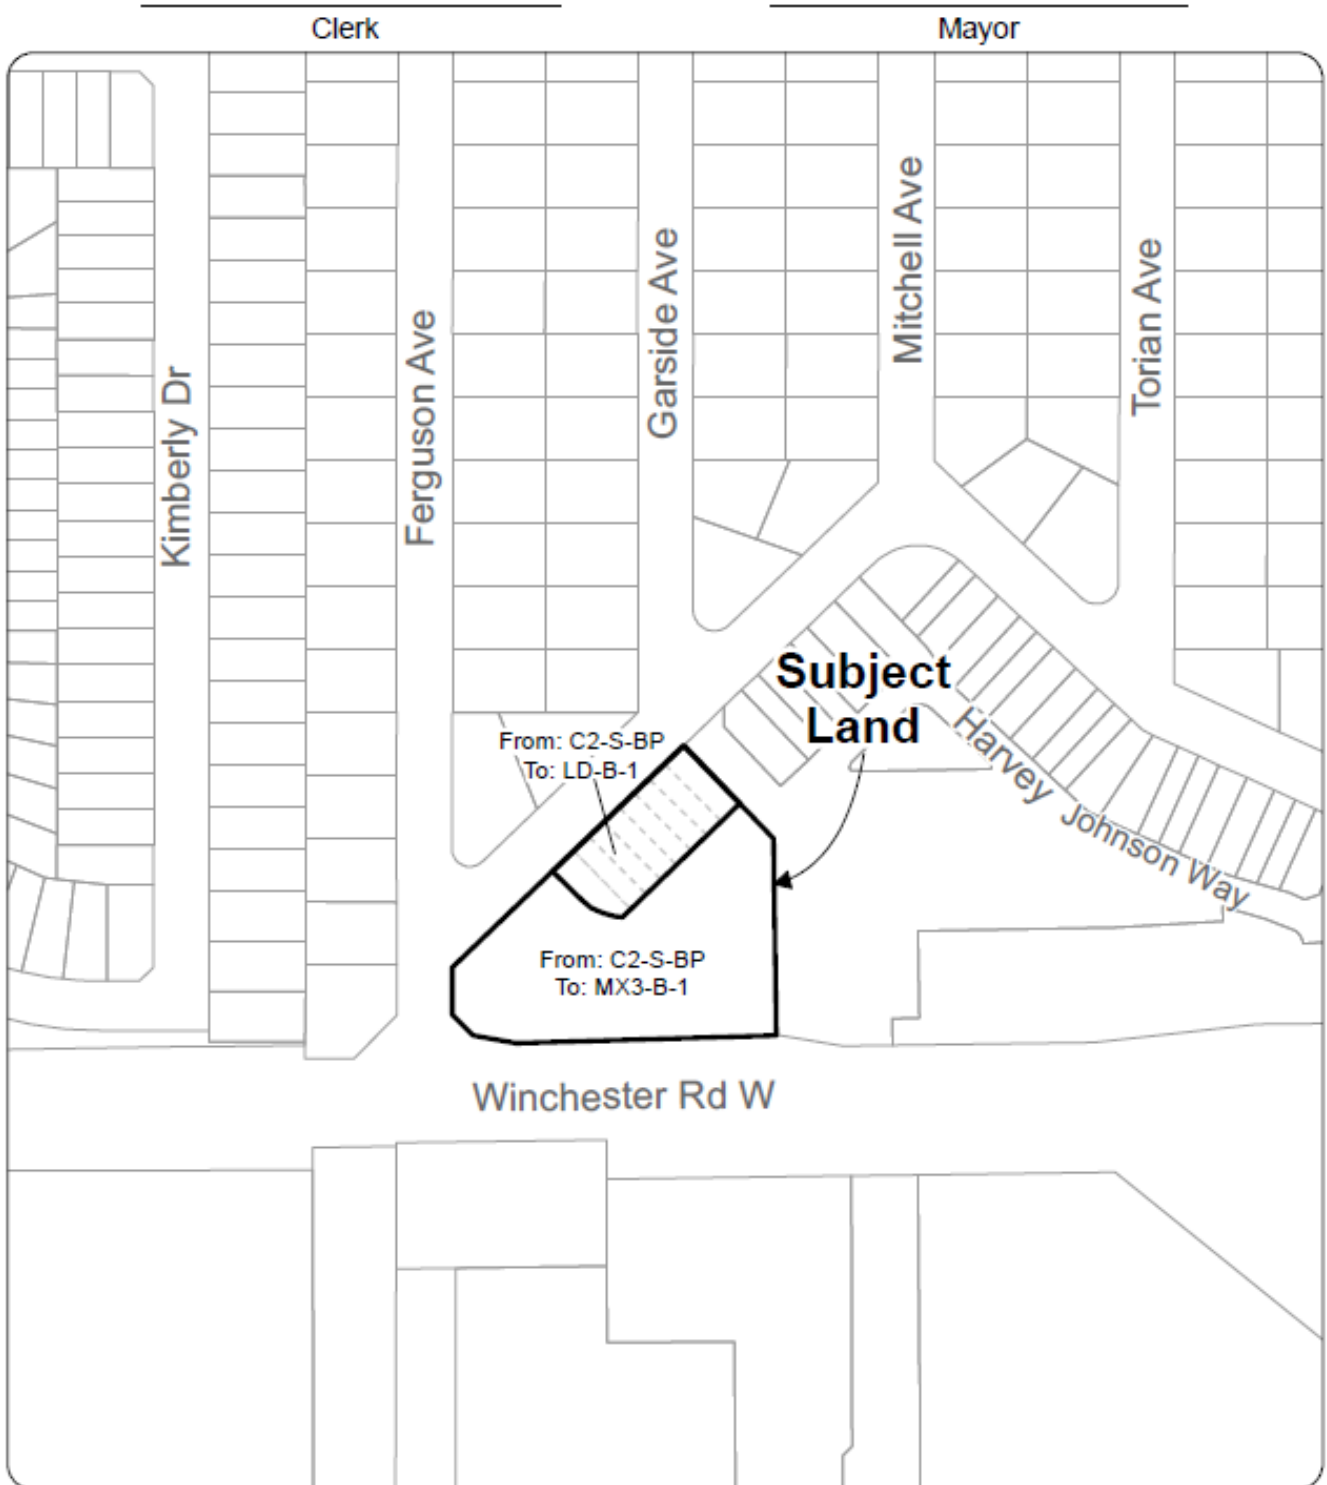 Clerk
Mayor
Mitchell Ave
Garside Ave
Torian Ave
Ferguson Ave
Kimberly Dr
Subject
Land
Harvey Johnson Way
From: C2-S-BP
To: LD-B-1
From: C2-S-BP
To: MX3-B-1
Winchester Rd W